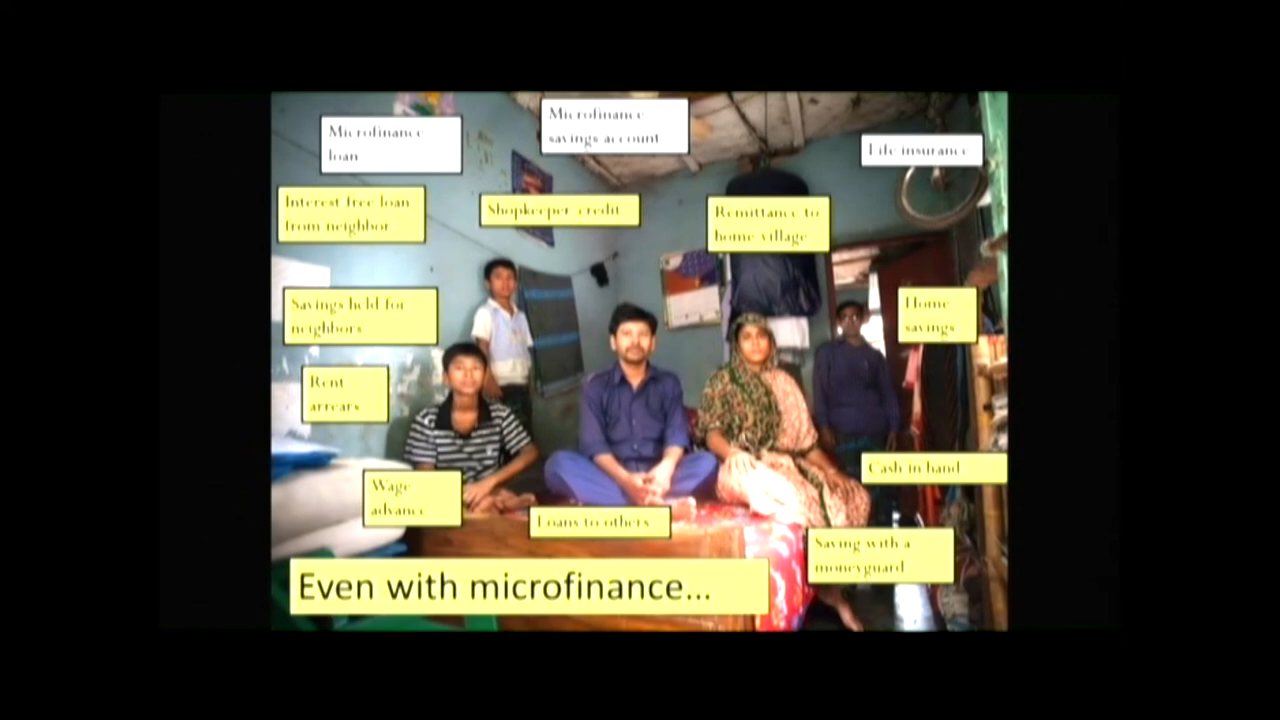 Microfinance
loan
Microfinance
savings account
Life insurance
Interest free loan
from neighbor
Shopkeeper credit
Remittance to
home village
Savings held for
neighbors
Home
savings
Rent
arrears
Cash in hand
Wage
advance
Loans to others
Saving with a
moneyguard
Even with microfinance...